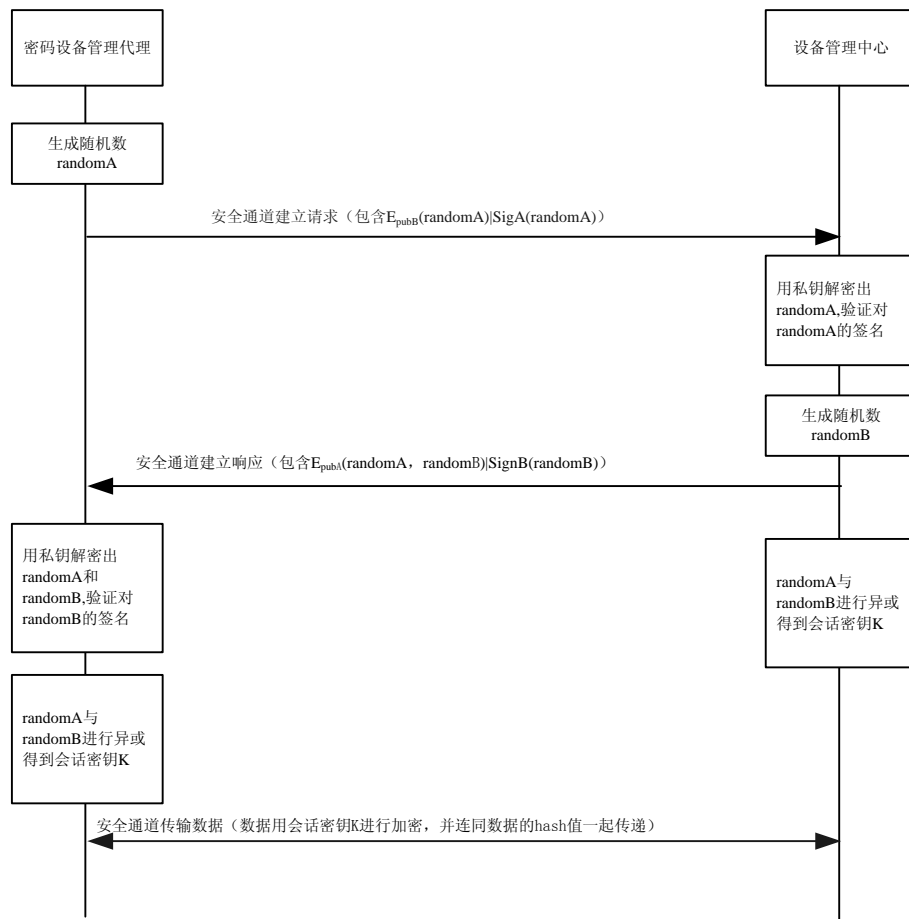 密码设备管理代理
设备管理中心
生成随机数
randomA
安全通道建立请求（包含EpubB(randomA)|SigA(randomA)）
用私钥解密出
randomA,验证对
randomA的签名
生成随机数
randomB
安全通道建立响应（包含EpubA(randomA，randomB)|SignB(randomB)）
用私钥解密出
randomA和
randomB,验证对
randomB的签名
randomA与
randomB进行异或
得到会话密钥K
randomA与
randomB进行异或
得到会话密钥K
安全通道传输数据（数据用会话密钥K进行加密，并连同数据的hash值一起传递）